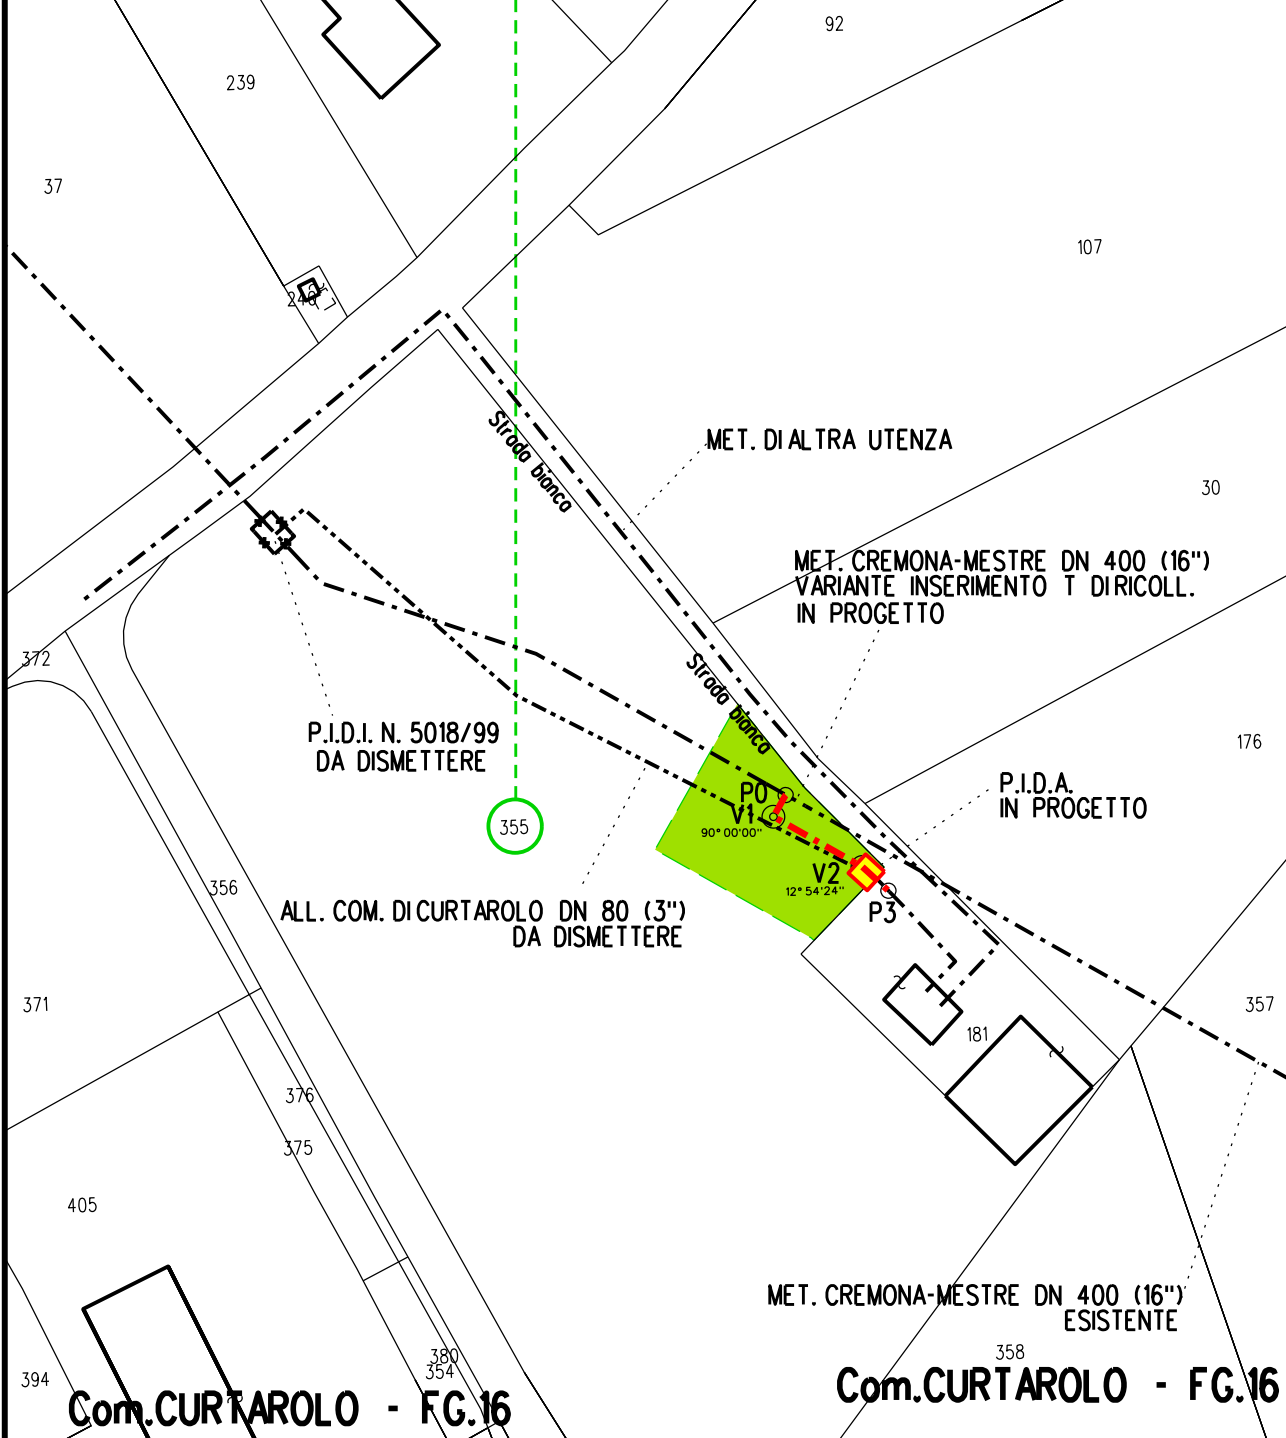 92
239
37
107
246
Strada bianca
MET. DI ALTRA UTENZA
30
MET. CREMONA-MESTRE DN 400 (16")
VARIANTE INSERIMENTO T DI RICOLL.
IN PROGETTO
372
Strada bianca
P.I.D.I. N. 5018/99
DA DISMETTERE
176
P.I.D.A.
IN PROGETTO
P0
V1
90° 00'00"
355
V2
12° 54'24"
P3
356
ALL. COM. DI CURTAROLO DN 80 (3")
DA DISMETTERE
371
357
181
376
375
405
MET. CREMONA-MESTRE DN 400 (16")
ESISTENTE
358
380
354
394
Com.CURTAROLO - FG.16
Com.CURTAROLO - FG.16